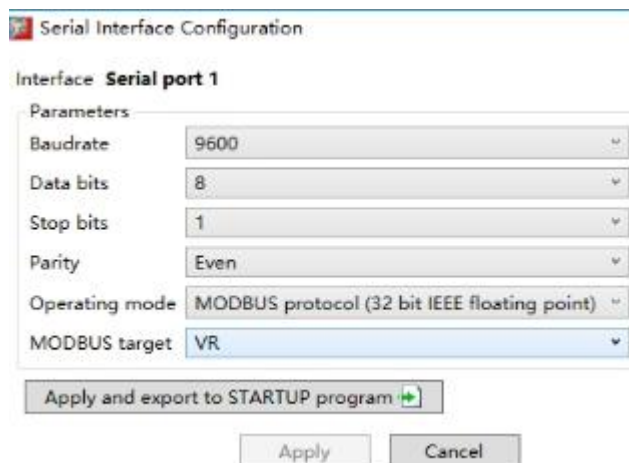 Serial Interface Configuration
Interface Serial port 1
Parameters
Baudrate 9600
Data bits 8
Stop bits 1
Parity Even
Operating mode MODBUS protocol (32 bit IEEE floating point)
MODBUS target VR
Apply and export to STARTUP program
Apply Cancel